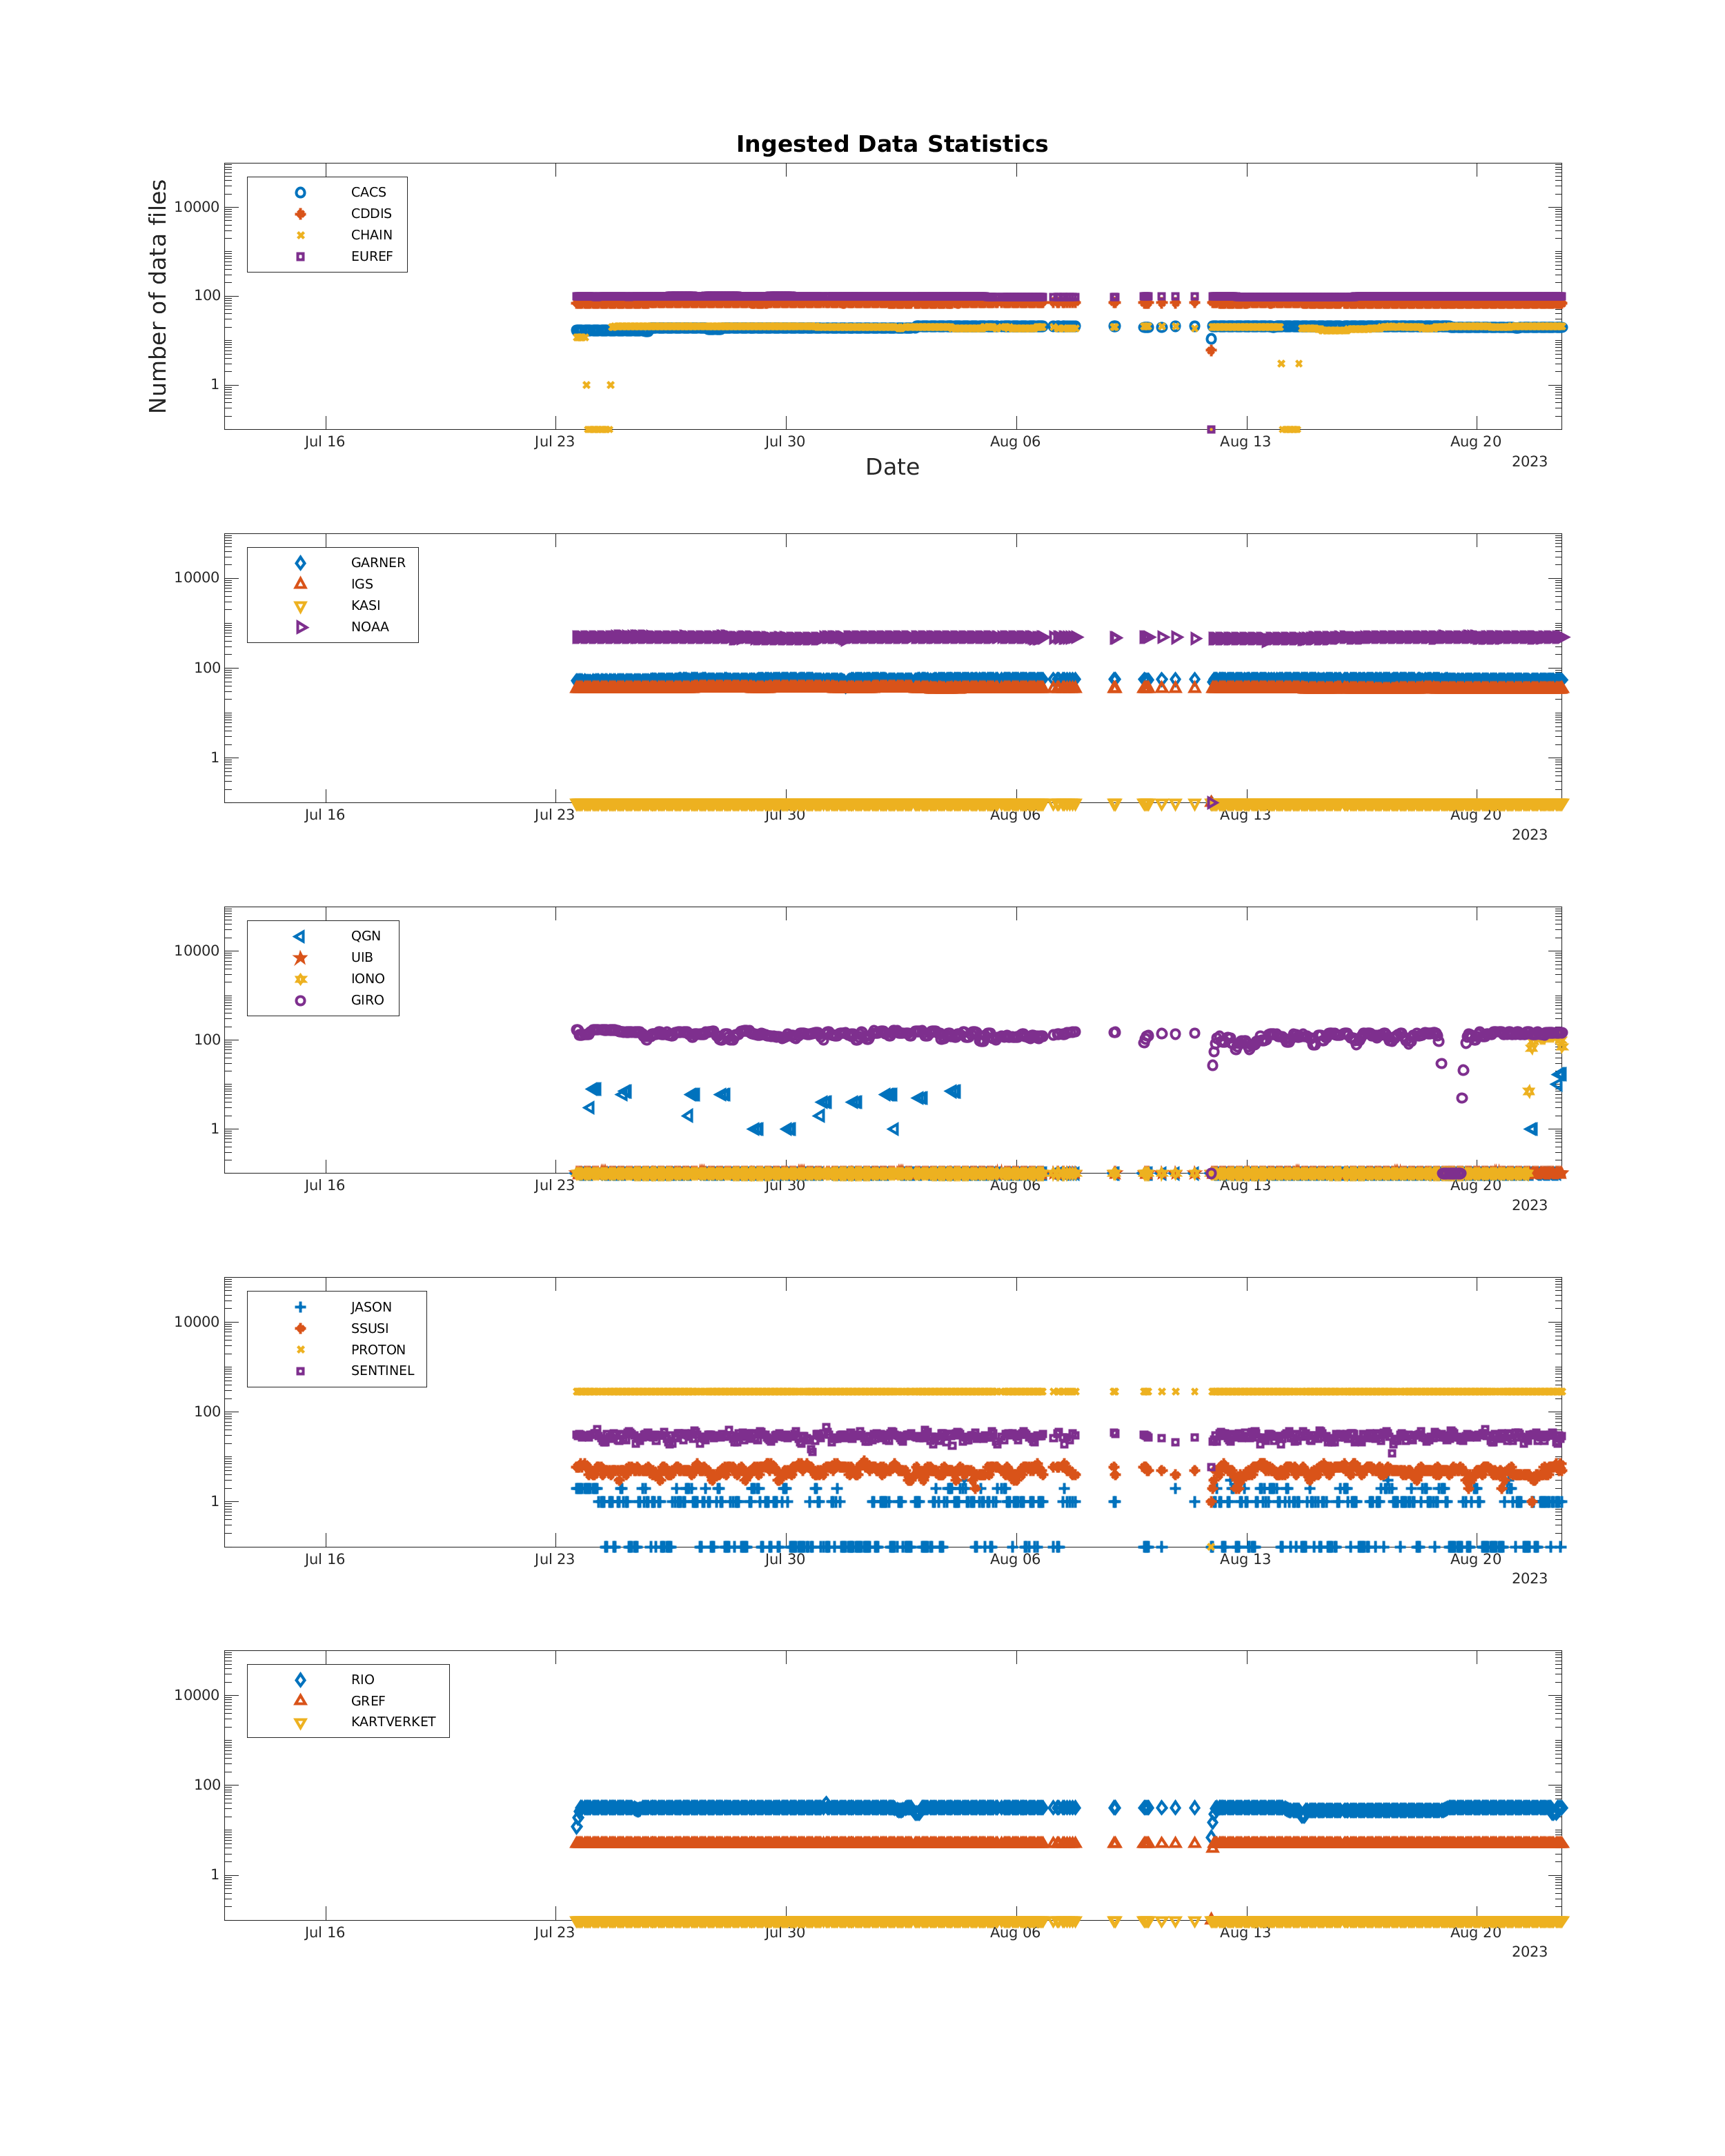 Ingested Data Statistics
Number of data files
10000
100
1
CACS
CDDIS
CHAIN
EUREF
Jul 16
Jul 23
Jul 30
Aug 06
Aug 13
Aug 20
2023
Date
10000
100
1
GARNER
IGS
KASI
NOAA
Jul 16
Jul 23
Jul 30
Aug 06
Aug 13
Aug 20
2023
10000
100
1
QGN
UIB
IONO
GIRO
Jul 16
Jul 23
Jul 30
Aug 06
Aug 13
Aug 20
2023
10000
100
1
JASON
SSUSI
PROTON
SENTINEL
Jul 16
Jul 23
Jul 30
Aug 06
Aug 13
Aug 20
2023
10000
100
1
RIO
GREF
KARTVERKET
Jul 16
Jul 23
Jul 30
Aug 06
Aug 13
Aug 20
2023